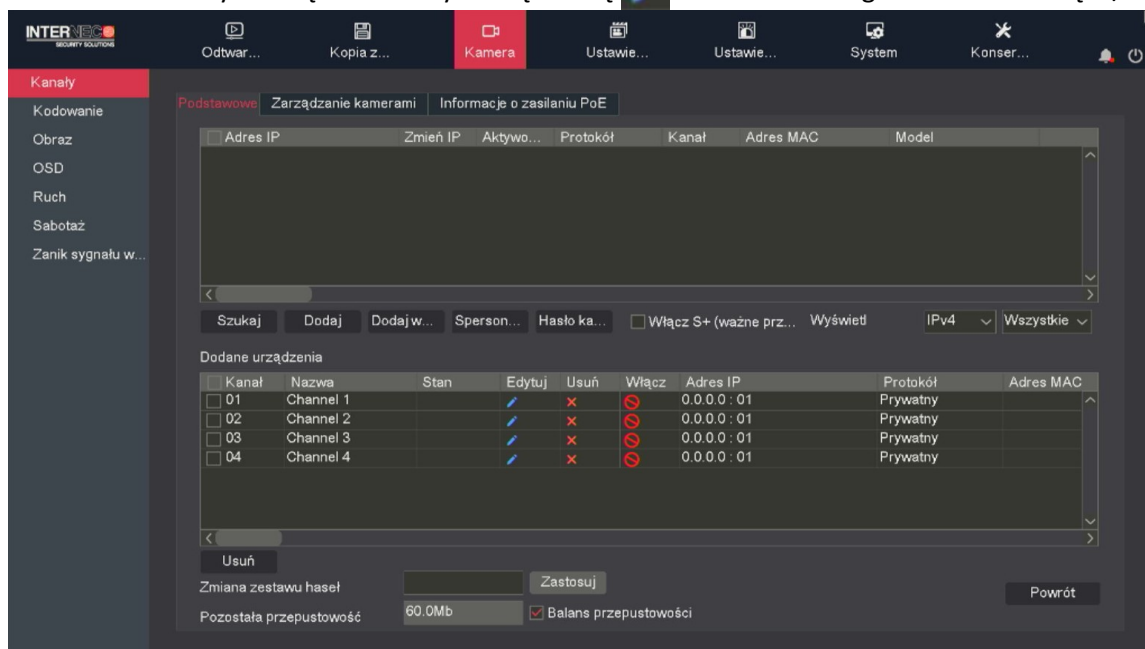 INTERNEC
SECURITY SOLUTIONS
Odtwar... Kopia z... Kamera Ustawie... Ustawie... System Konser...
Kanały
Kodowanie
Obraz
OSD
Ruch
Sabotaż
Zanik sygnału w...
Podstawowe Zarządzanie kamerami Informacje o zasilaniu PoE
Adres IP Zmień IP Aktywo... Protokół Kanał Adres MAC Model
Szukaj Dodaj Dodaj w... Sperson... Hasło ka... Włącz S+ (ważne prz... Wyświetl IPv4 Wszystkie
Dodane urządzenia
Kanał Nazwa Stan Edytuj Usuń Włącz Adres IP Protokół Adres MAC
01 Channel 1 0.0.0.0 : 01 Prywatny
02 Channel 2 0.0.0.0 : 01 Prywatny
03 Channel 3 0.0.0.0 : 01 Prywatny
04 Channel 4 0.0.0.0 : 01 Prywatny
Usuń
Zmiana zestawu haseł Zastosuj
Powrót
Pozostała przepustowość 60.0Mb Balans przepustowości